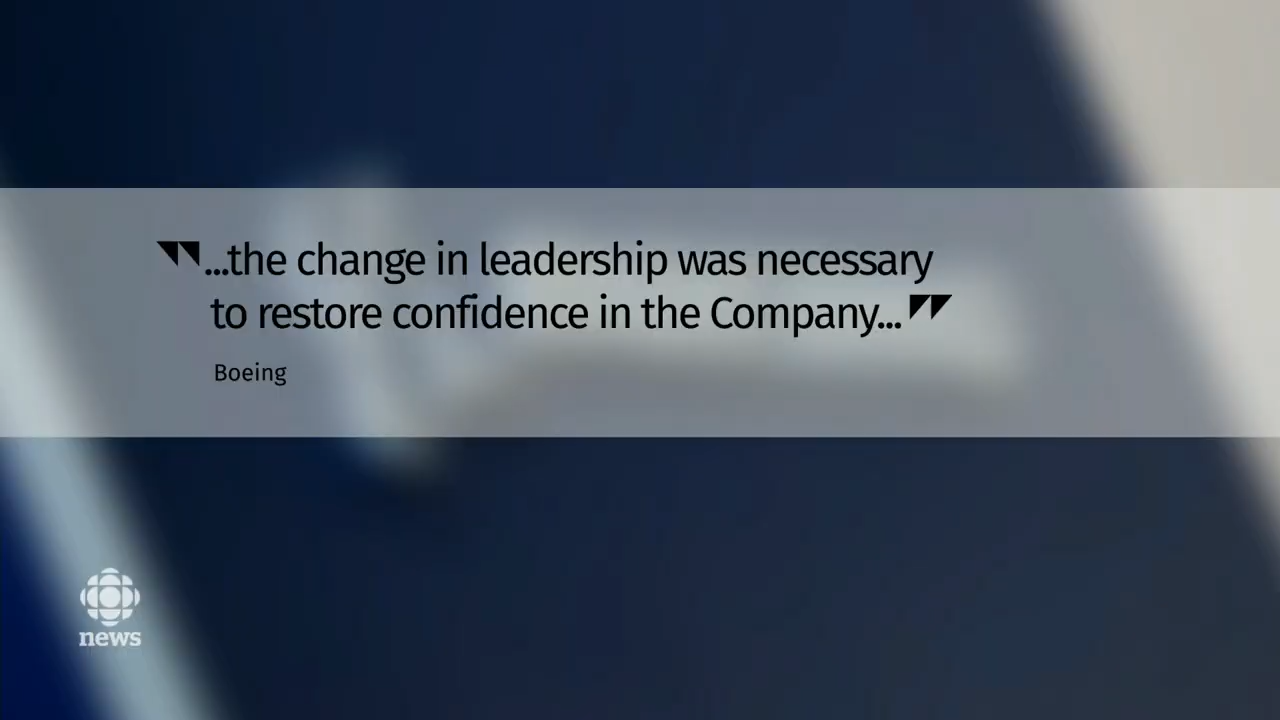 "...the change in leadership was necessary
to restore confidence in the Company..."
Boeing
news